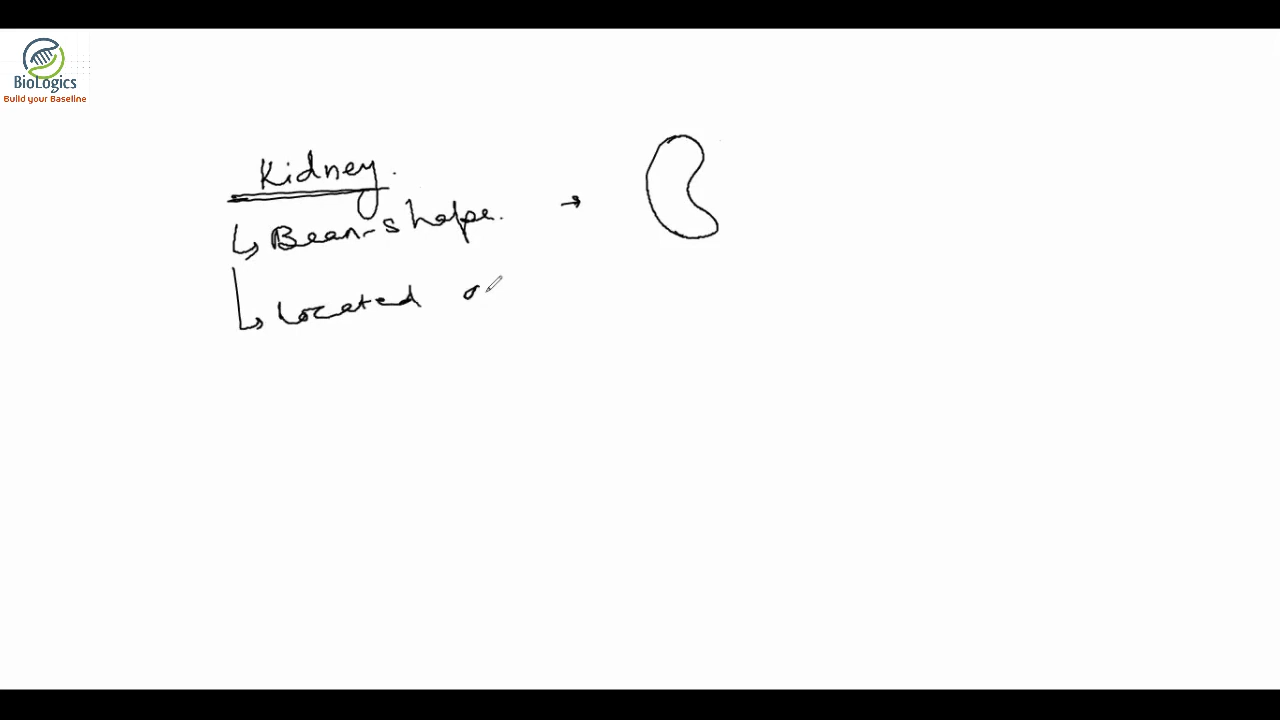 BioLogics
Build your Baseline
Kidney.
↳ Bean-shape. →
↳ Located